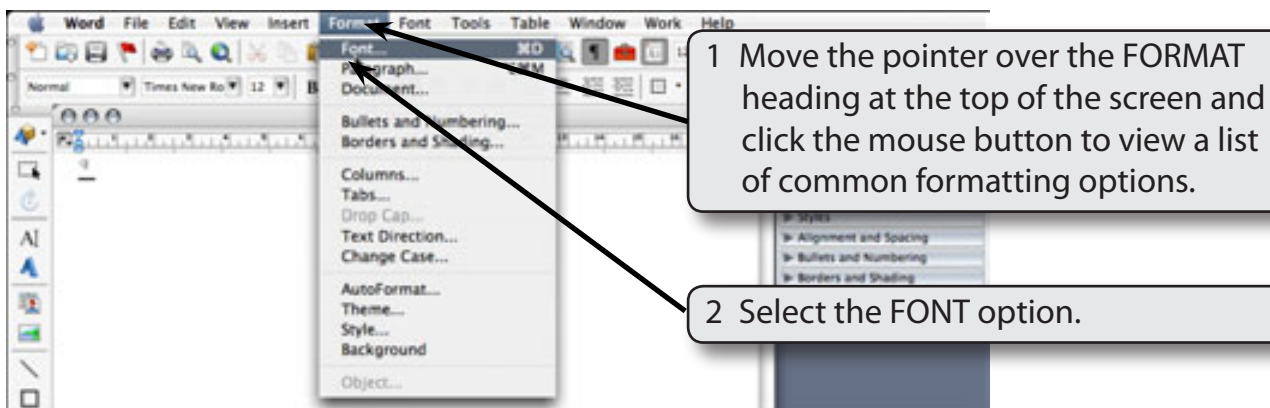 Word File Edit View Insert Format Font Tools Table Window Work Help
Font... ⌘D
Paragraph... ⌘M
Normal Times New Ro 12 B
Document...
Bullets and Numbering...
Borders and Shading...
Columns...
Tabs...
Drop Cap...
Text Direction...
Change Case...
AutoFormat...
Theme...
Style...
Background
Object...
1 Move the pointer over the FORMAT
heading at the top of the screen and
click the mouse button to view a list
of common formatting options.
Styles
Alignment and Spacing
Bullets and Numbering
Borders and Shading
2 Select the FONT option.